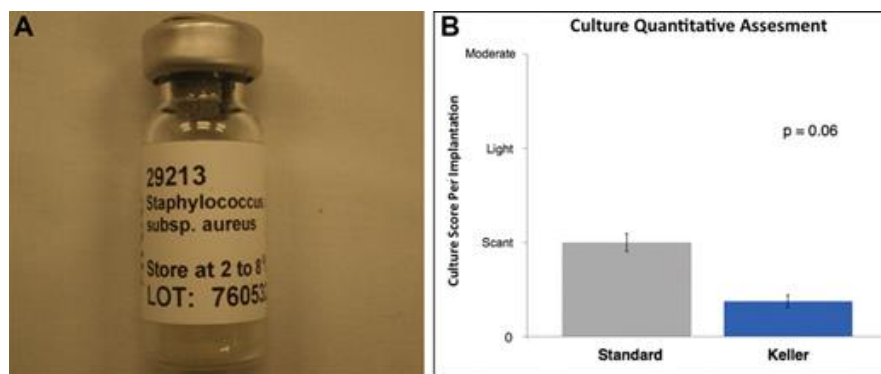 A
29213
Staphylococcus
subsp. aureus
Store at 2 to 8°
LOT: 76053
B
Culture Quantitative Assesment
Culture Score Per Implantation
Moderate
Light
Scant
0
p = 0.06
Standard
Keller